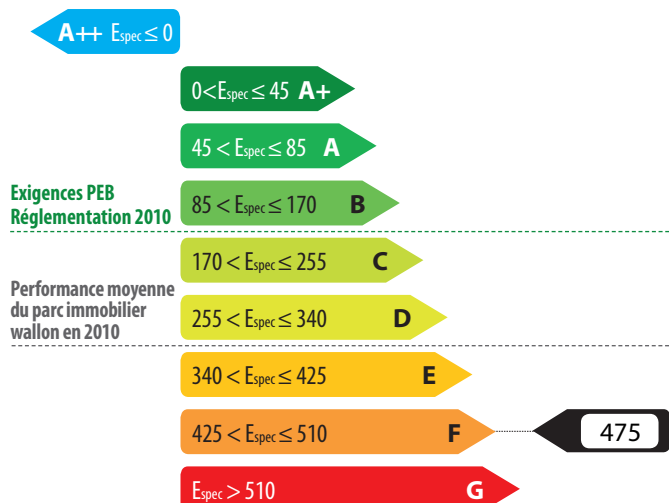 A++ Espec ≤ 0
0 < Espec ≤ 45 A+
45 < Espec ≤ 85 A
Exigences PEB
Réglementation 2010
85 < Espec ≤ 170 B
170 < Espec ≤ 255 C
Performance moyenne
du parc immobilier
wallon en 2010
255 < Espec ≤ 340 D
340 < Espec ≤ 425 E
425 < Espec ≤ 510 F 475
Espec > 510 G